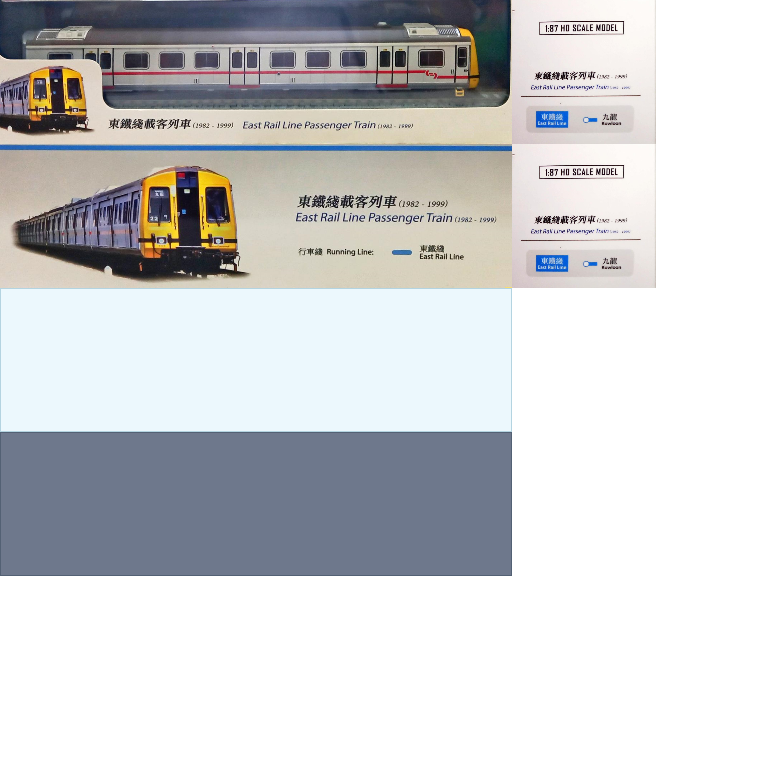 東鐵綫載客列車 (1982 - 1999) East Rail Line Passenger Train (1982 - 1999)
1:87 HO SCALE MODEL
東鐵綫載客列車 (1982 - 1999)
East Rail Line Passenger Train (1982 - 1999)
東鐵綫
East Rail Line
九龍
Kowloon
東鐵綫載客列車 (1982 - 1999)
East Rail Line Passenger Train (1982 - 1999)
行車綫 Running Line:
東鐵綫
East Rail Line
1:87 HO SCALE MODEL
東鐵綫載客列車 (1982 - 1999)
East Rail Line Passenger Train (1982 - 1999)
東鐵綫
East Rail Line
九龍
Kowloon